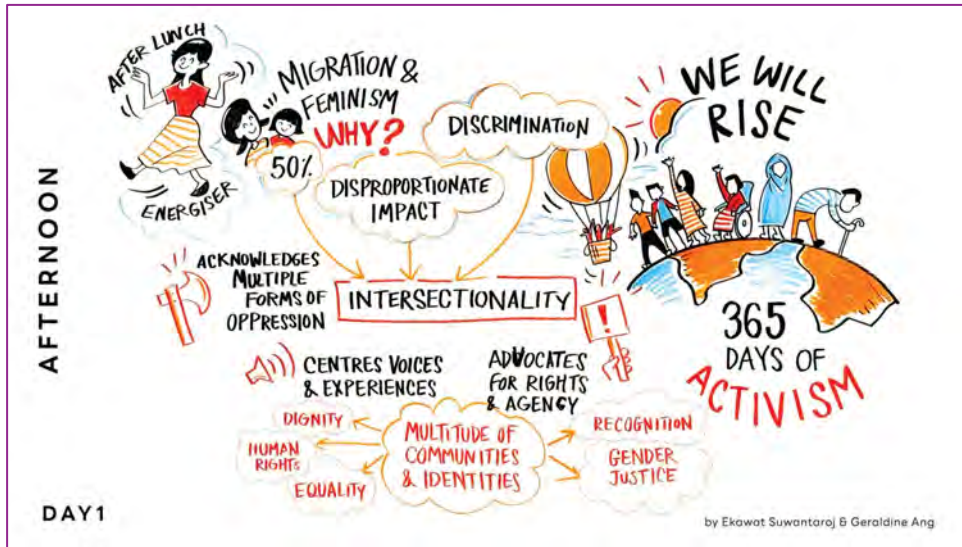 AFTERNOON
DAY1
AFTER LUNCH
ENERGISER
MIGRATION &
FEMINISM
WHY?
50%
DISPROPORTIONATE
IMPACT
DISCRIMINATION
INTERSECTIONALITY
ACKNOWLEDGES
MULTIPLE
FORMS OF
OPPRESSION
CENTRES VOICES
& EXPERIENCES
!
ADVOCATES
FOR RIGHTS
& AGENCY
DIGNITY
HUMAN
RIGHTS
EQUALITY
MULTITUDE OF
COMMUNITIES
& IDENTITIES
RECOGNITION
GENDER
JUSTICE
WE WILL
RISE
365
DAYS OF
ACTIVISM
by Ekawat Suwantaroj & Geraldine Ang